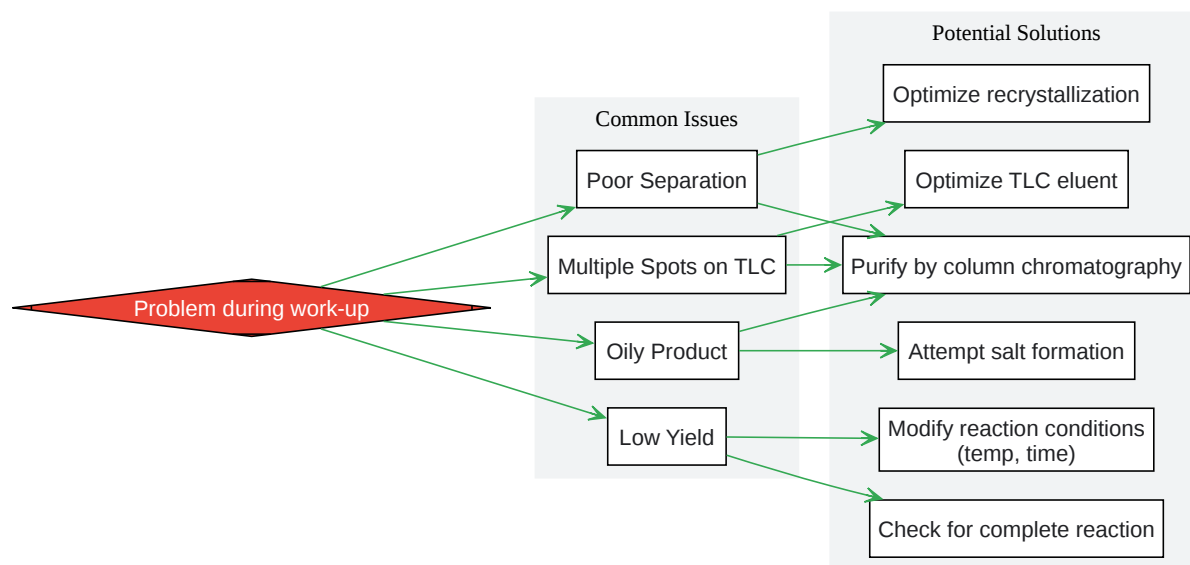 Problem during work-up
Common Issues
Poor Separation
Multiple Spots on TLC
Oily Product
Low Yield
Potential Solutions
Optimize recrystallization
Optimize TLC eluent
Purify by column chromatography
Attempt salt formation
Modify reaction conditions
(temp, time)
Check for complete reaction